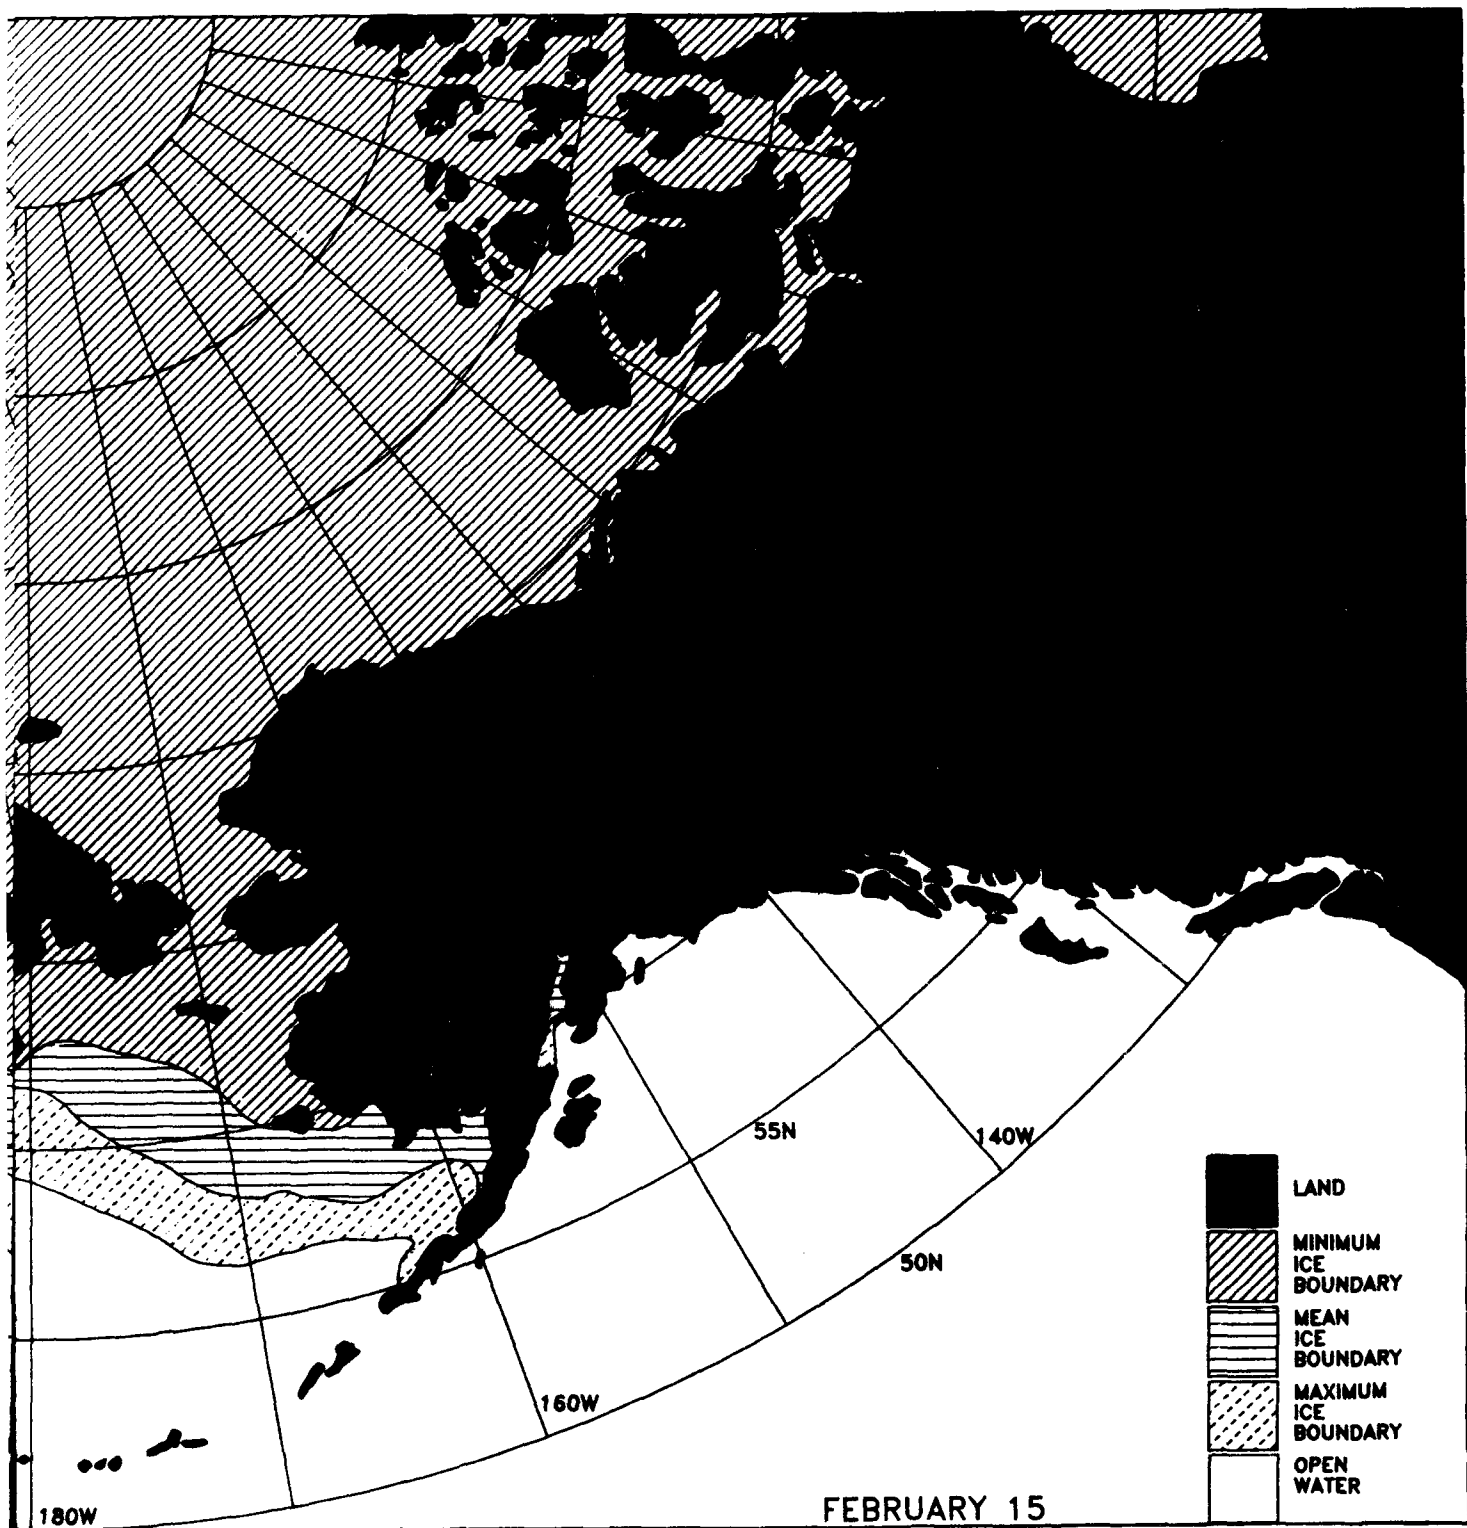 55N
140W
50N
160W
180W
LAND
MINIMUM
ICE
BOUNDARY
MEAN
ICE
BOUNDARY
MAXIMUM
ICE
BOUNDARY
OPEN
WATER
FEBRUARY 15